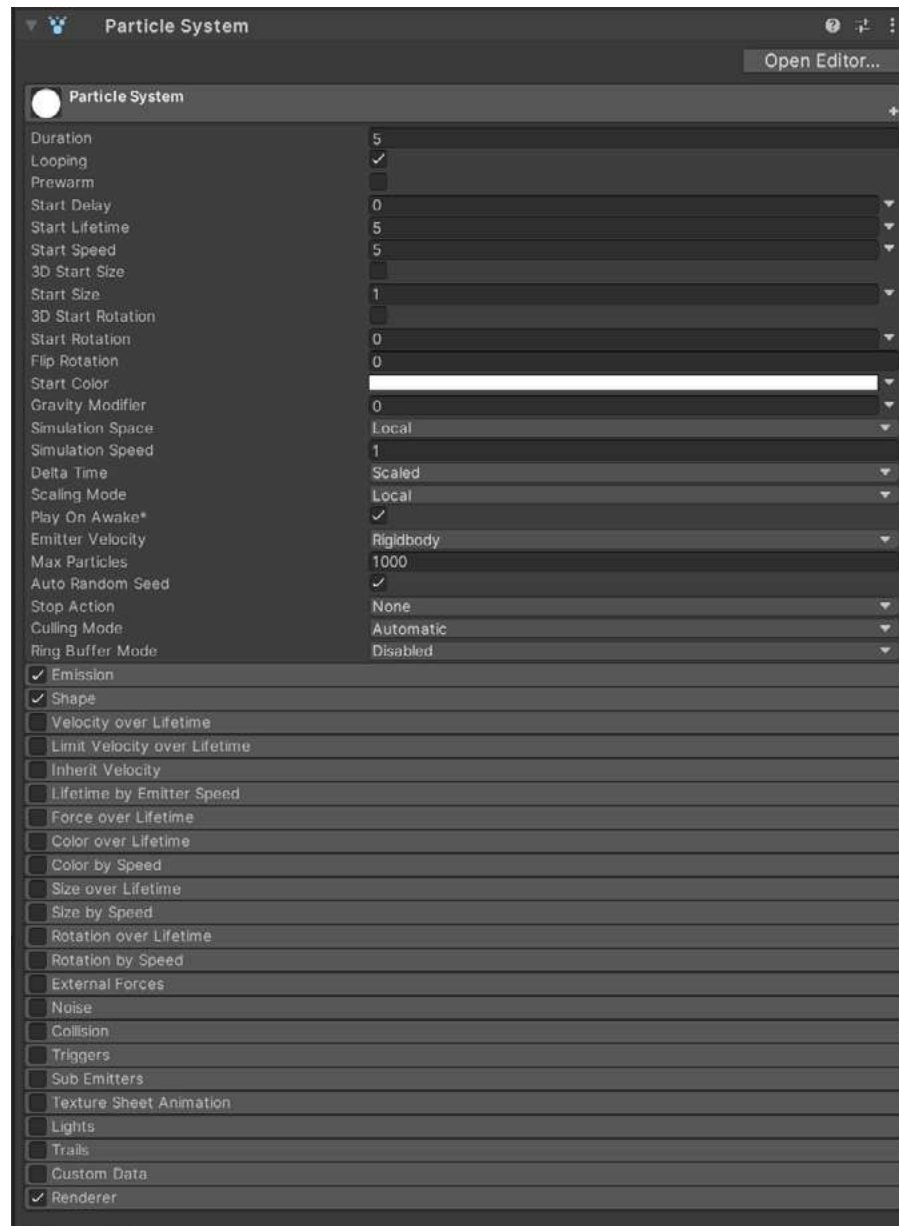 Particle System
Open Editor...
Particle System
Duration 5
Looping
Prewarm
Start Delay 0
Start Lifetime 5
Start Speed 5
3D Start Size
Start Size 1
3D Start Rotation
Start Rotation 0
Flip Rotation 0
Start Color
Gravity Modifier 0
Simulation Space Local
Simulation Speed 1
Delta Time Scaled
Scaling Mode Local
Play On Awake*
Emitter Velocity Rigidbody
Max Particles 1000
Auto Random Seed
Stop Action None
Culling Mode Automatic
Ring Buffer Mode Disabled
Emission
Shape
Velocity over Lifetime
Limit Velocity over Lifetime
Inherit Velocity
Lifetime by Emitter Speed
Force over Lifetime
Color over Lifetime
Color by Speed
Size over Lifetime
Size by Speed
Rotation over Lifetime
Rotation by Speed
External Forces
Noise
Collision
Triggers
Sub Emitters
Texture Sheet Animation
Lights
Trails
Custom Data
Renderer